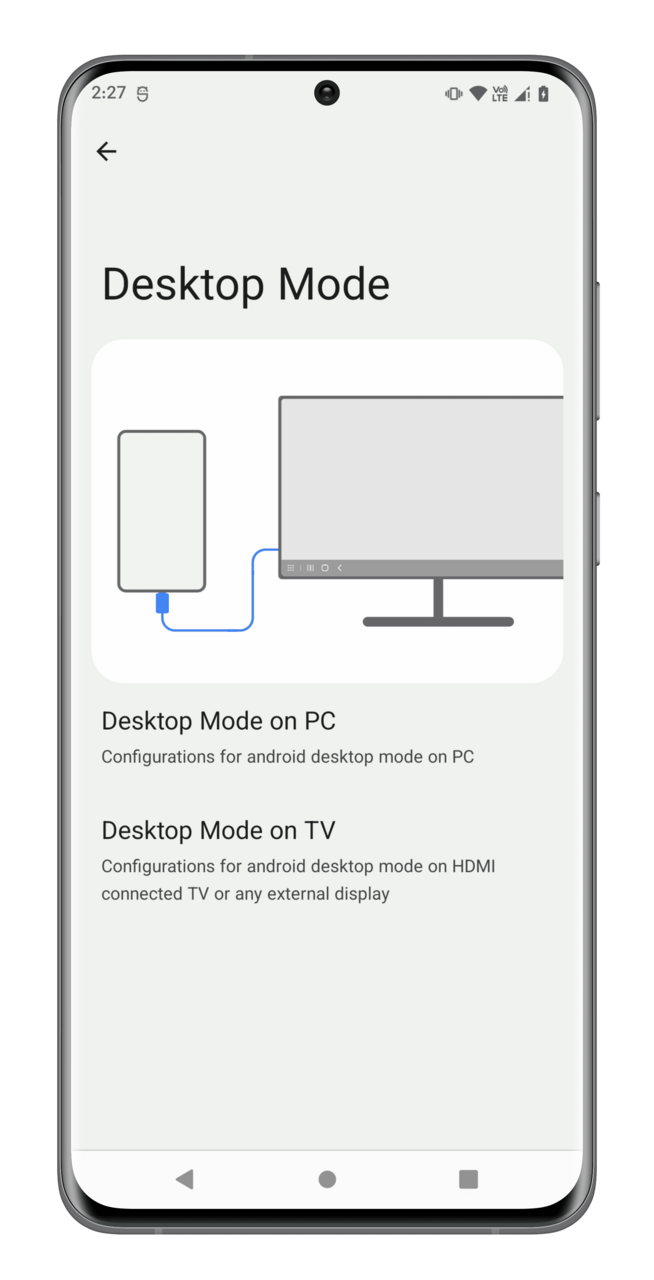 2:27
Vo)) LTE
Desktop Mode
Desktop Mode on PC
Configurations for android desktop mode on PC
Desktop Mode on TV
Configurations for android desktop mode on HDMI
connected TV or any external display